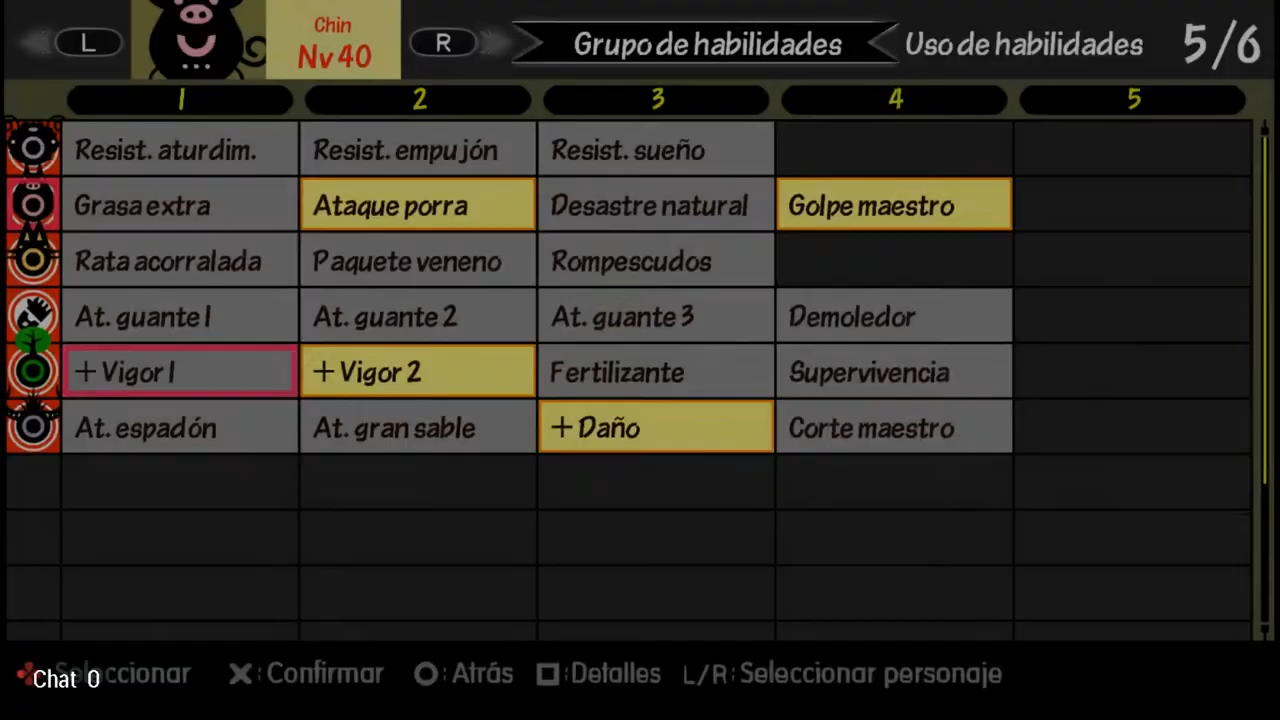 L Chin Nv 40 R Grupo de habilidades Uso de habilidades 5/6
1 2 3 4 5
Resist. aturdim. Resist. empujón Resist. sueño
Grasa extra Ataque porra Desastre natural Golpe maestro
Rata acorralada Paquete veneno Rompescudos
At. guante 1 At. guante 2 At. guante 3 Demoledor
+ Vigor 1 + Vigor 2 Fertilizante Supervivencia
At. espadón At. gran sable + Daño Corte maestro
Seleccionar X: Confirmar O: Atrás □: Detalles L/R: Seleccionar personaje
Chat 0